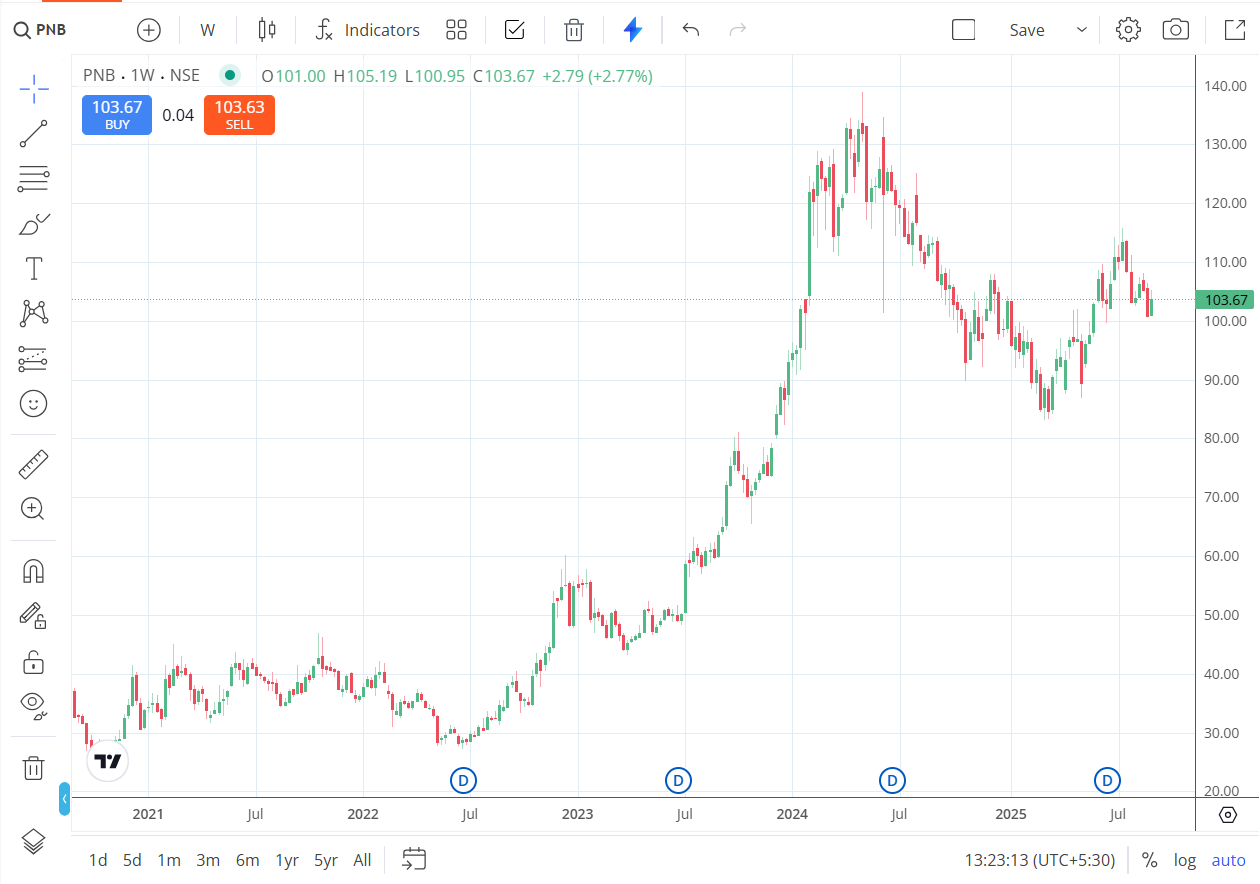 PNB W Indicators Save
PNB · 1W · NSE O101.00 H105.19 L100.95 C103.67 +2.79 (+2.77%)
103.67 0.04 103.63
BUY SELL
140.00
130.00
120.00
110.00
103.67
100.00
90.00
80.00
70.00
60.00
50.00
40.00
30.00
20.00
D D D D
2021 Jul 2022 Jul 2023 Jul 2024 Jul 2025 Jul
1d 5d 1m 3m 6m 1yr 5yr All 13:23:13 (UTC+5:30) % log auto